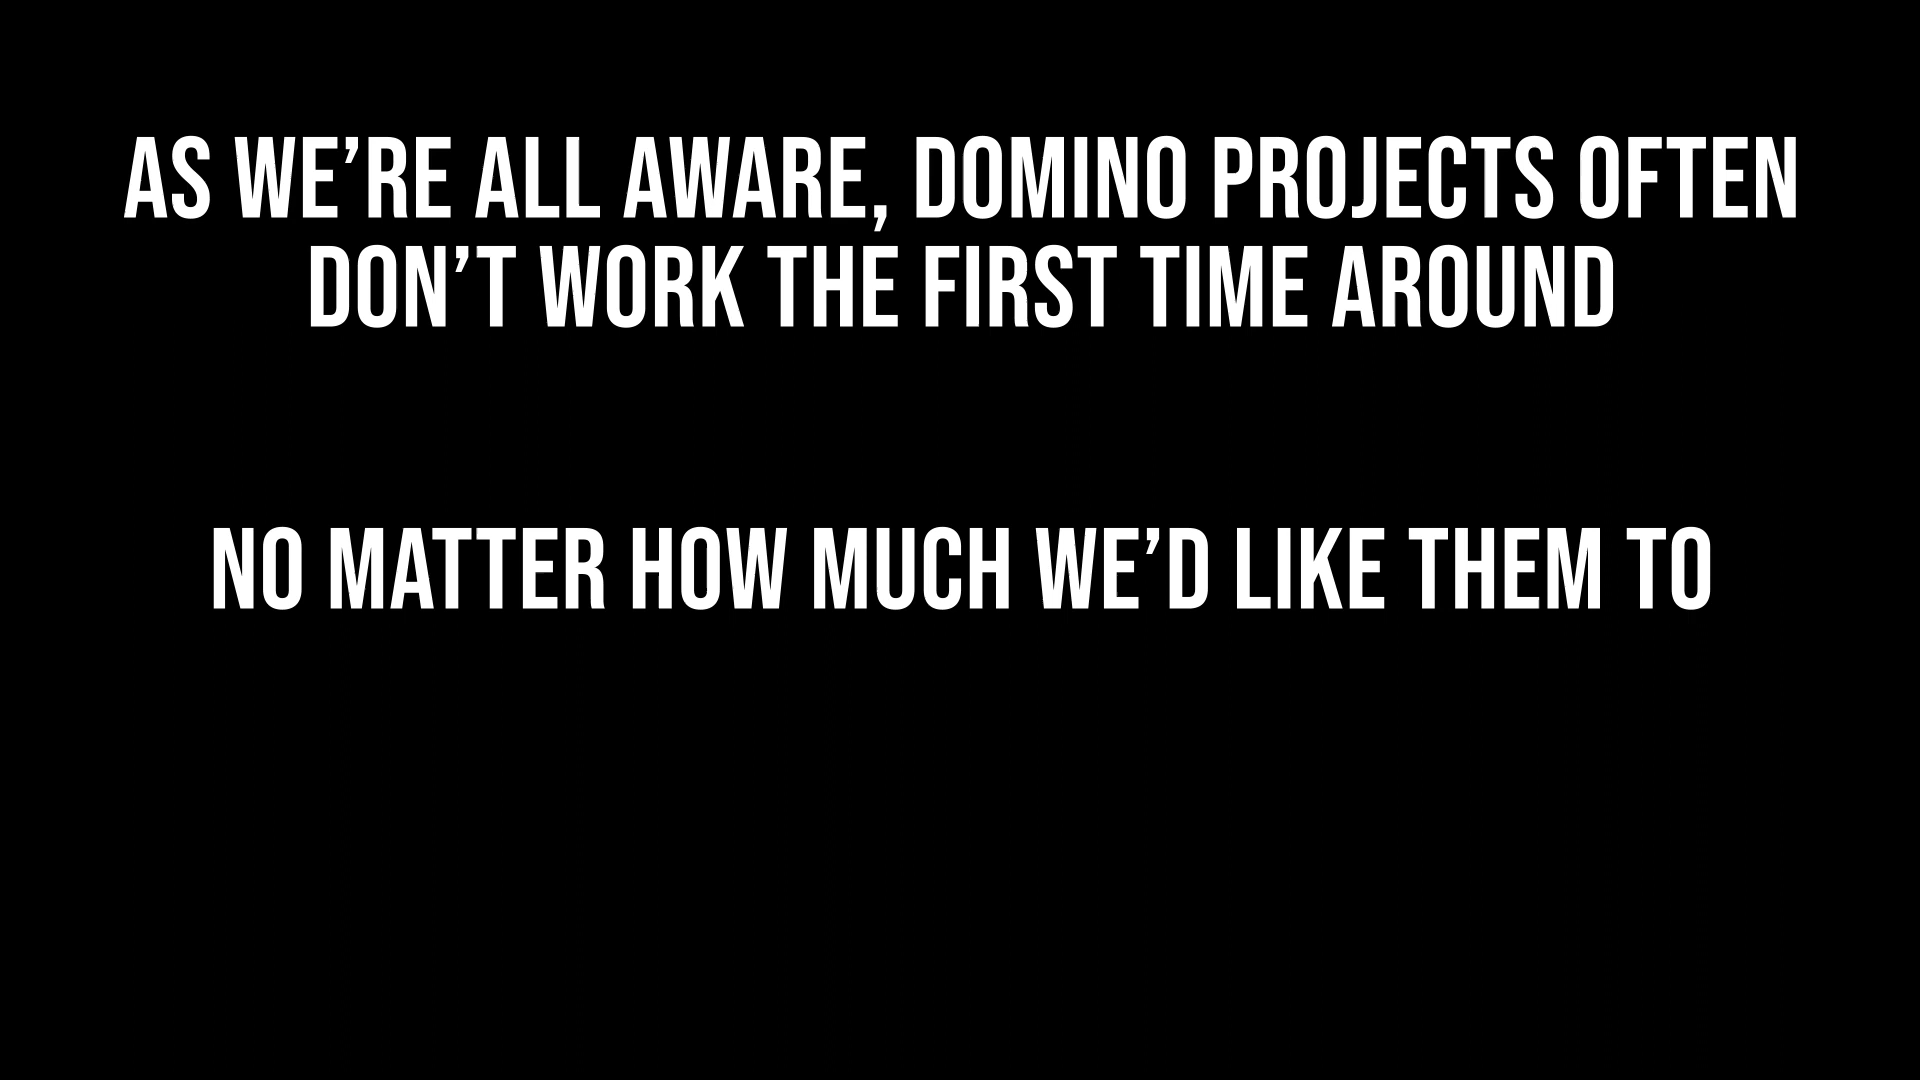 AS WE’RE ALL AWARE, DOMINO PROJECTS OFTEN
DON’T WORK THE FIRST TIME AROUND
NO MATTER HOW MUCH WE’D LIKE THEM TO